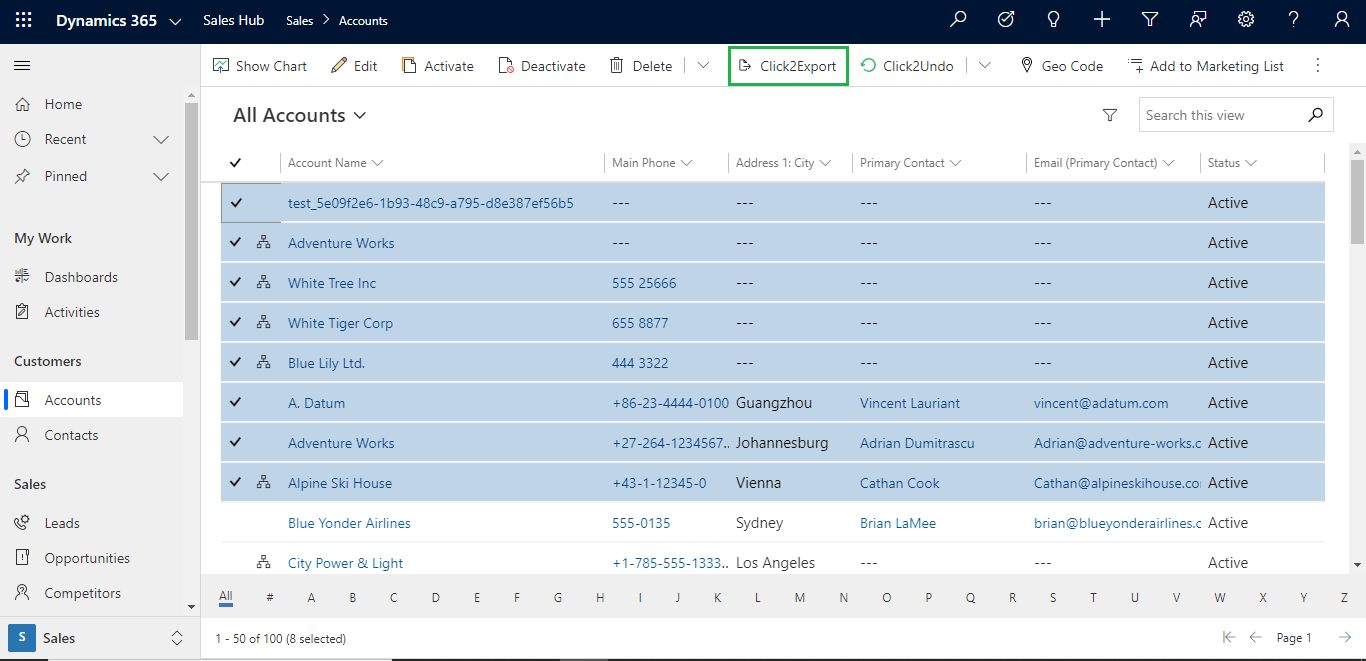 Dynamics 365 Sales Hub Sales Accounts
Show Chart Edit Activate Deactivate Delete Click2Export Click2Undo Geo Code Add to Marketing List
Home
Recent
Pinned
My Work
Dashboards
Activities
Customers
Accounts
Contacts
Sales
Leads
Opportunities
Competitors
S Sales
All Accounts Search this view
Account Name Main Phone Address 1: City Primary Contact Email (Primary Contact) Status
test_5e09f2e6-1b93-48c9-a795-d8e387ef56b5 --- --- --- --- Active
Adventure Works --- --- --- --- Active
White Tree Inc 555 25666 --- --- --- Active
White Tiger Corp 655 8877 --- --- --- Active
Blue Lily Ltd. 444 3322 --- --- --- Active
A. Datum +86-23-4444-0100 Guangzhou Vincent Lauriant vincent@adatum.com Active
Adventure Works +27-264-1234567.. Johannesburg Adrian Dumitrascu Adrian@adventure-works.c Active
Alpine Ski House +43-1-12345-0 Vienna Cathan Cook Cathan@alpineskihouse.co Active
Blue Yonder Airlines 555-0135 Sydney Brian LaMee brian@blueyonderairlines.c Active
City Power & Light +1-785-555-1333.. Los Angeles --- --- Active
All # A B C D E F G H I J K L M N O P Q R S T U V W X Y Z
1 - 50 of 100 (8 selected) Page 1